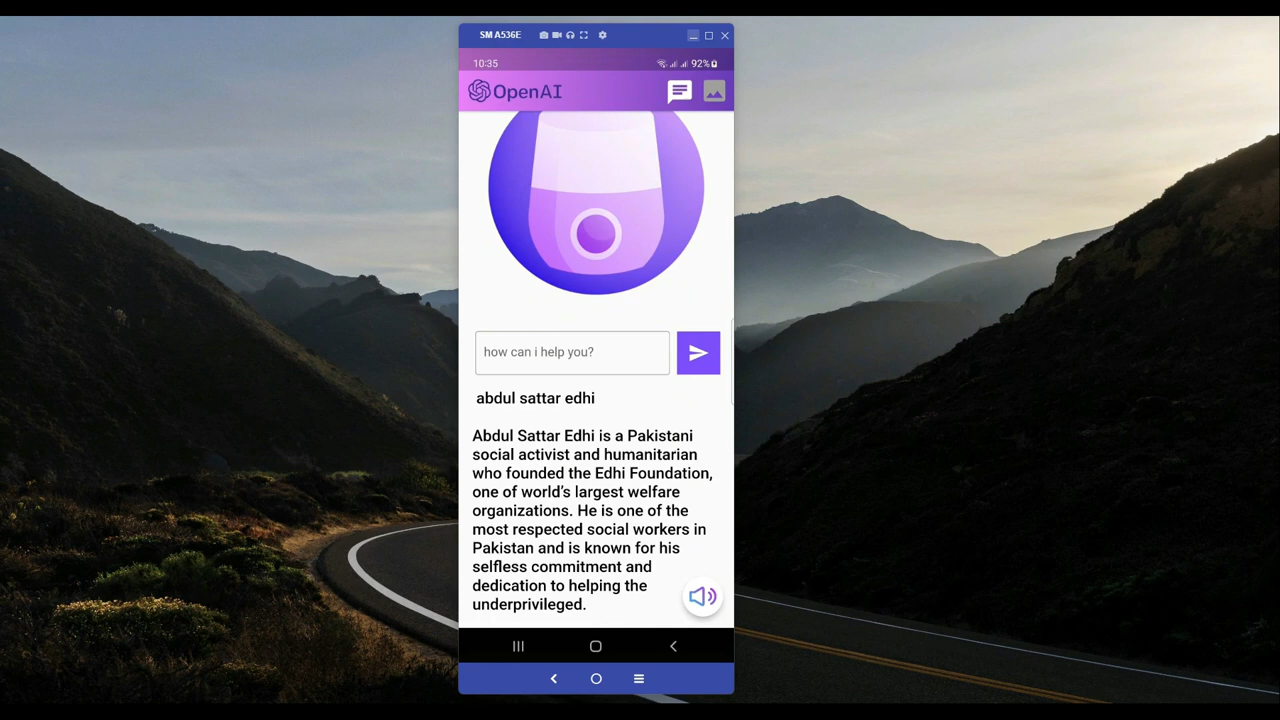 SM A536E
10:35
92%
OpenAI
how can i help you?
abdul sattar edhi
Abdul Sattar Edhi is a Pakistani
social activist and humanitarian
who founded the Edhi Foundation,
one of world's largest welfare
organizations. He is one of the
most respected social workers in
Pakistan and is known for his
selfless commitment and
dedication to helping the
underprivileged.